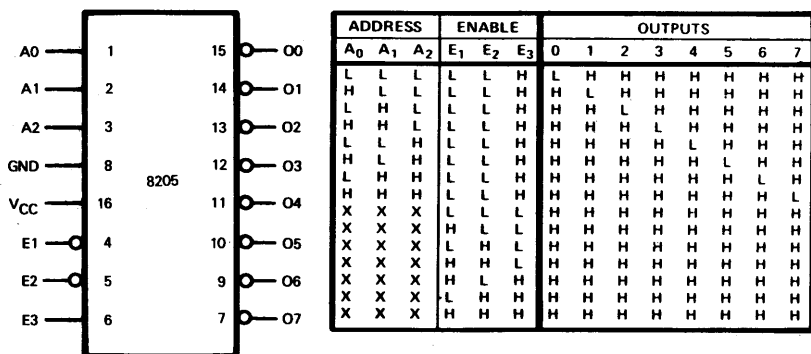 A0 1 15 O0
A1 2 14 O1
A2 3 13 O2
GND 8 12 O3
8205
VCC 16 11 O4
E1 4 10 O5
E2 5 9 O6
E3 6 7 O7
ADDRESS ENABLE OUTPUTS
A0 A1 A2 E1 E2 E3 0 1 2 3 4 5 6 7
L L L L L H L H H H H H H H
H L L L L H H L H H H H H H
L H L L L H H H L H H H H H
H H L L L H H H H L H H H H
L L H L L H H H H H L H H H
H L H L L H H H H H H L H H
L H H L L H H H H H H H L H
H H H L L H H H H H H H H L
X X X L L L H H H H H H H H
X X X H L L H H H H H H H H
X X X L H L H H H H H H H H
X X X H H L H H H H H H H H
X X X H L H H H H H H H H H
X X X L H H H H H H H H H H
X X X H H H H H H H H H H H